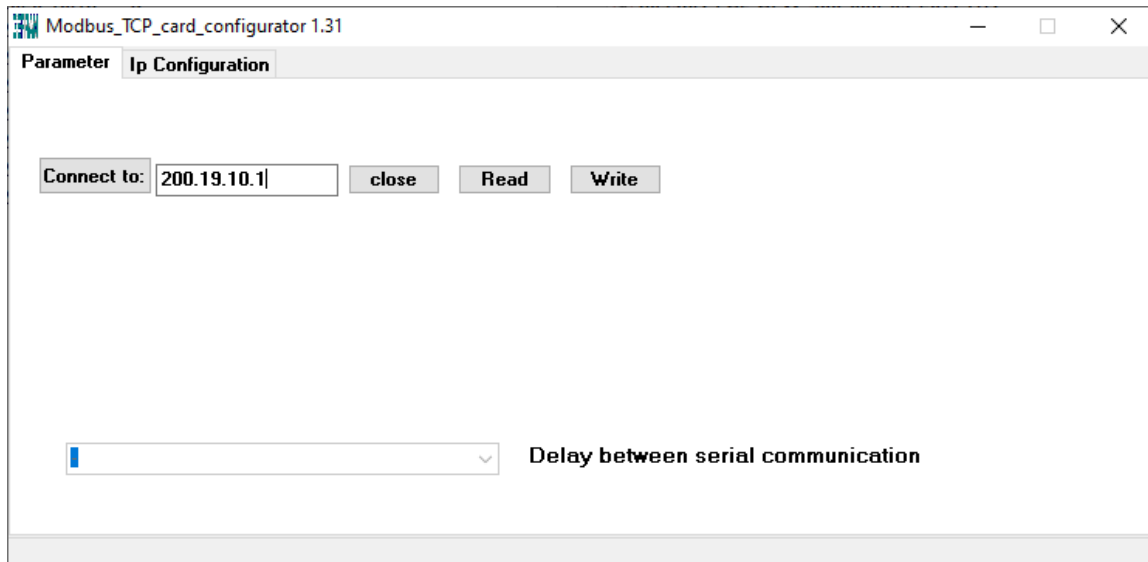 Modbus_TCP_card_configurator 1.31
Parameter Ip Configuration
Connect to: 200.19.10.1 close Read Write
Delay between serial communication